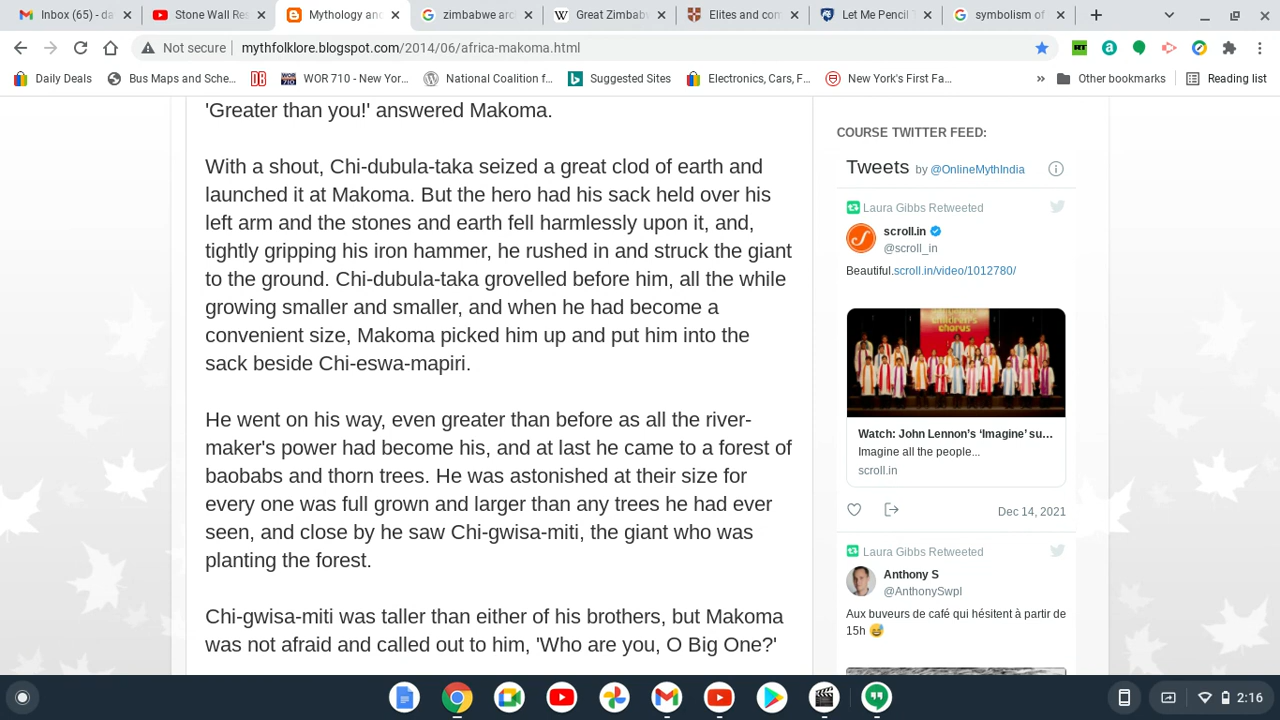 Inbox (65) - da
Stone Wall Res
Mythology and
zimbabwe arch
Great Zimbabw
Elites and com
Let Me Pencil T
symbolism of
Not secure
mythfolklore.blogspot.com/2014/06/africa-makoma.html
Daily Deals
Bus Maps and Sche...
WOR 710 - New Yor...
National Coalition f...
Suggested Sites
Electronics, Cars, F...
New York's First Fa...
»
Other bookmarks
Reading list
'Greater than you!' answered Makoma.
With a shout, Chi-dubula-taka seized a great clod of earth and
launched it at Makoma. But the hero had his sack held over his
left arm and the stones and earth fell harmlessly upon it, and,
tightly gripping his iron hammer, he rushed in and struck the giant
to the ground. Chi-dubula-taka grovelled before him, all the while
growing smaller and smaller, and when he had become a
convenient size, Makoma picked him up and put him into the
sack beside Chi-eswa-mapiri.
He went on his way, even greater than before as all the river-
maker's power had become his, and at last he came to a forest of
baobabs and thorn trees. He was astonished at their size for
every one was full grown and larger than any trees he had ever
seen, and close by he saw Chi-gwisa-miti, the giant who was
planting the forest.
Chi-gwisa-miti was taller than either of his brothers, but Makoma
was not afraid and called out to him, 'Who are you, O Big One?'
COURSE TWITTER FEED:
Tweets by @OnlineMythIndia
Laura Gibbs Retweeted
scroll.in
@scroll_in
Beautiful.scroll.in/video/1012780/
Children's
chorus
Watch: John Lennon's ‘Imagine’ su…
Imagine all the people...
scroll.in
Dec 14, 2021
Laura Gibbs Retweeted
Anthony S
@AnthonySwpl
Aux buveurs de café qui hésitent à partir de
15h 😅
2:16